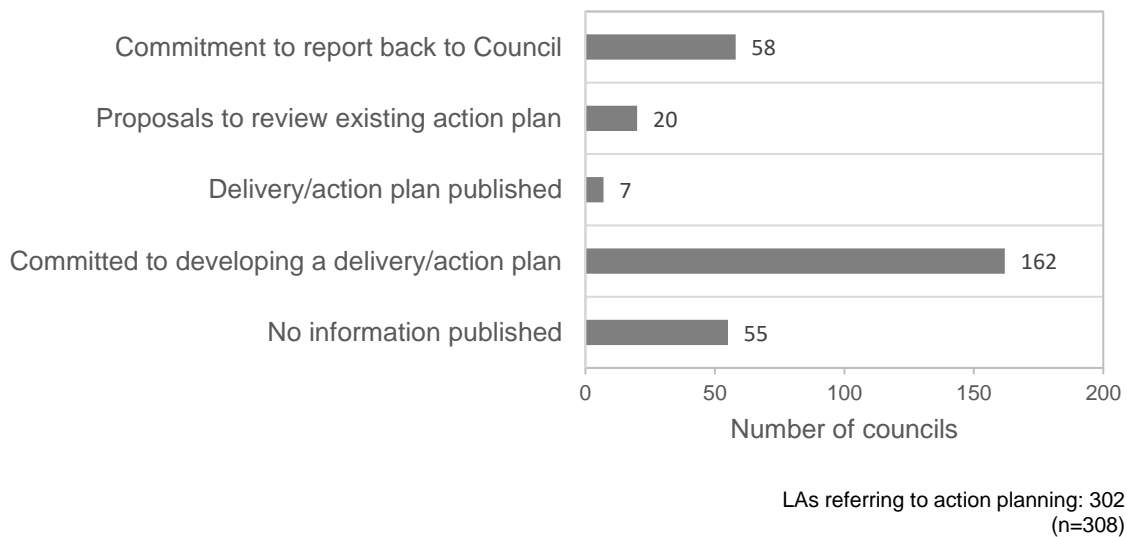 Commitment to report back to Council 58
Proposals to review existing action plan 20
Delivery/action plan published 7
Committed to developing a delivery/action plan 162
No information published 55
0 50 100 150 200
Number of councils
LAs referring to action planning: 302
(n=308)